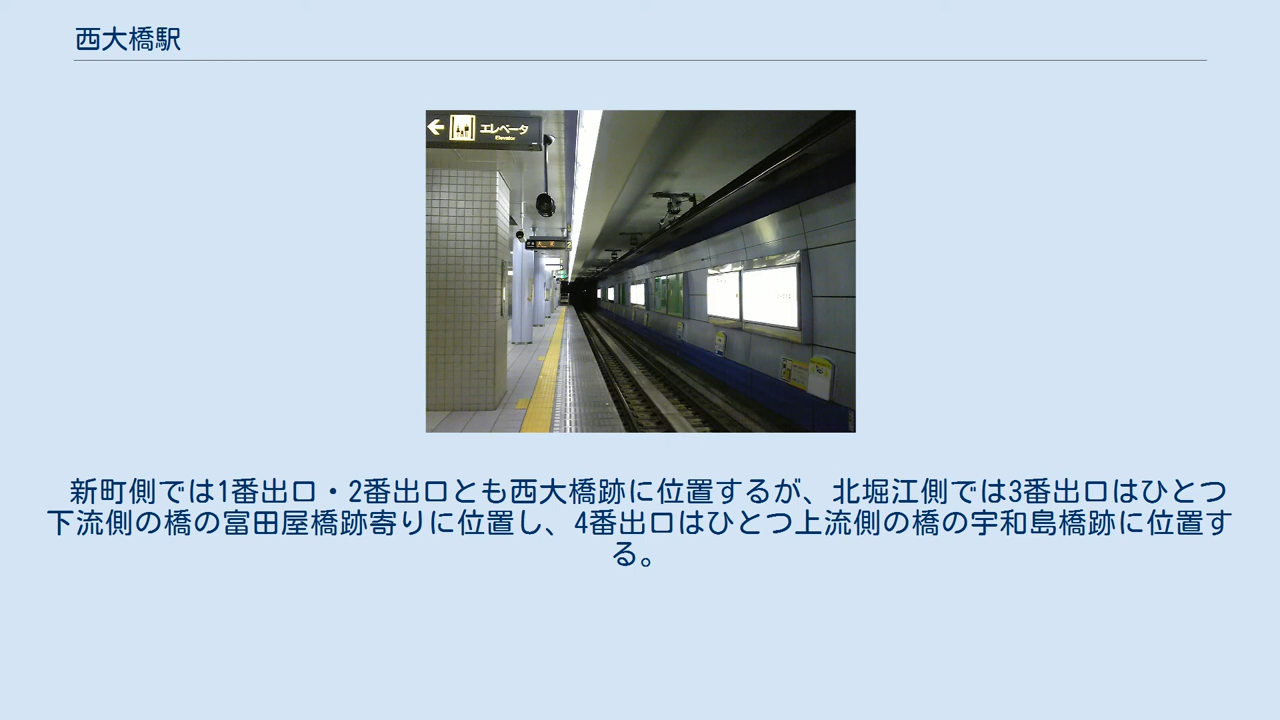 西大橋駅
エレベータ
Elevator
新町側では1番出口・2番出口とも西大橋跡に位置するが、北堀江側では3番出口はひとつ
下流側の橋の富田屋橋跡寄りに位置し、4番出口はひとつ上流側の橋の宇和島橋跡に位置す
る。